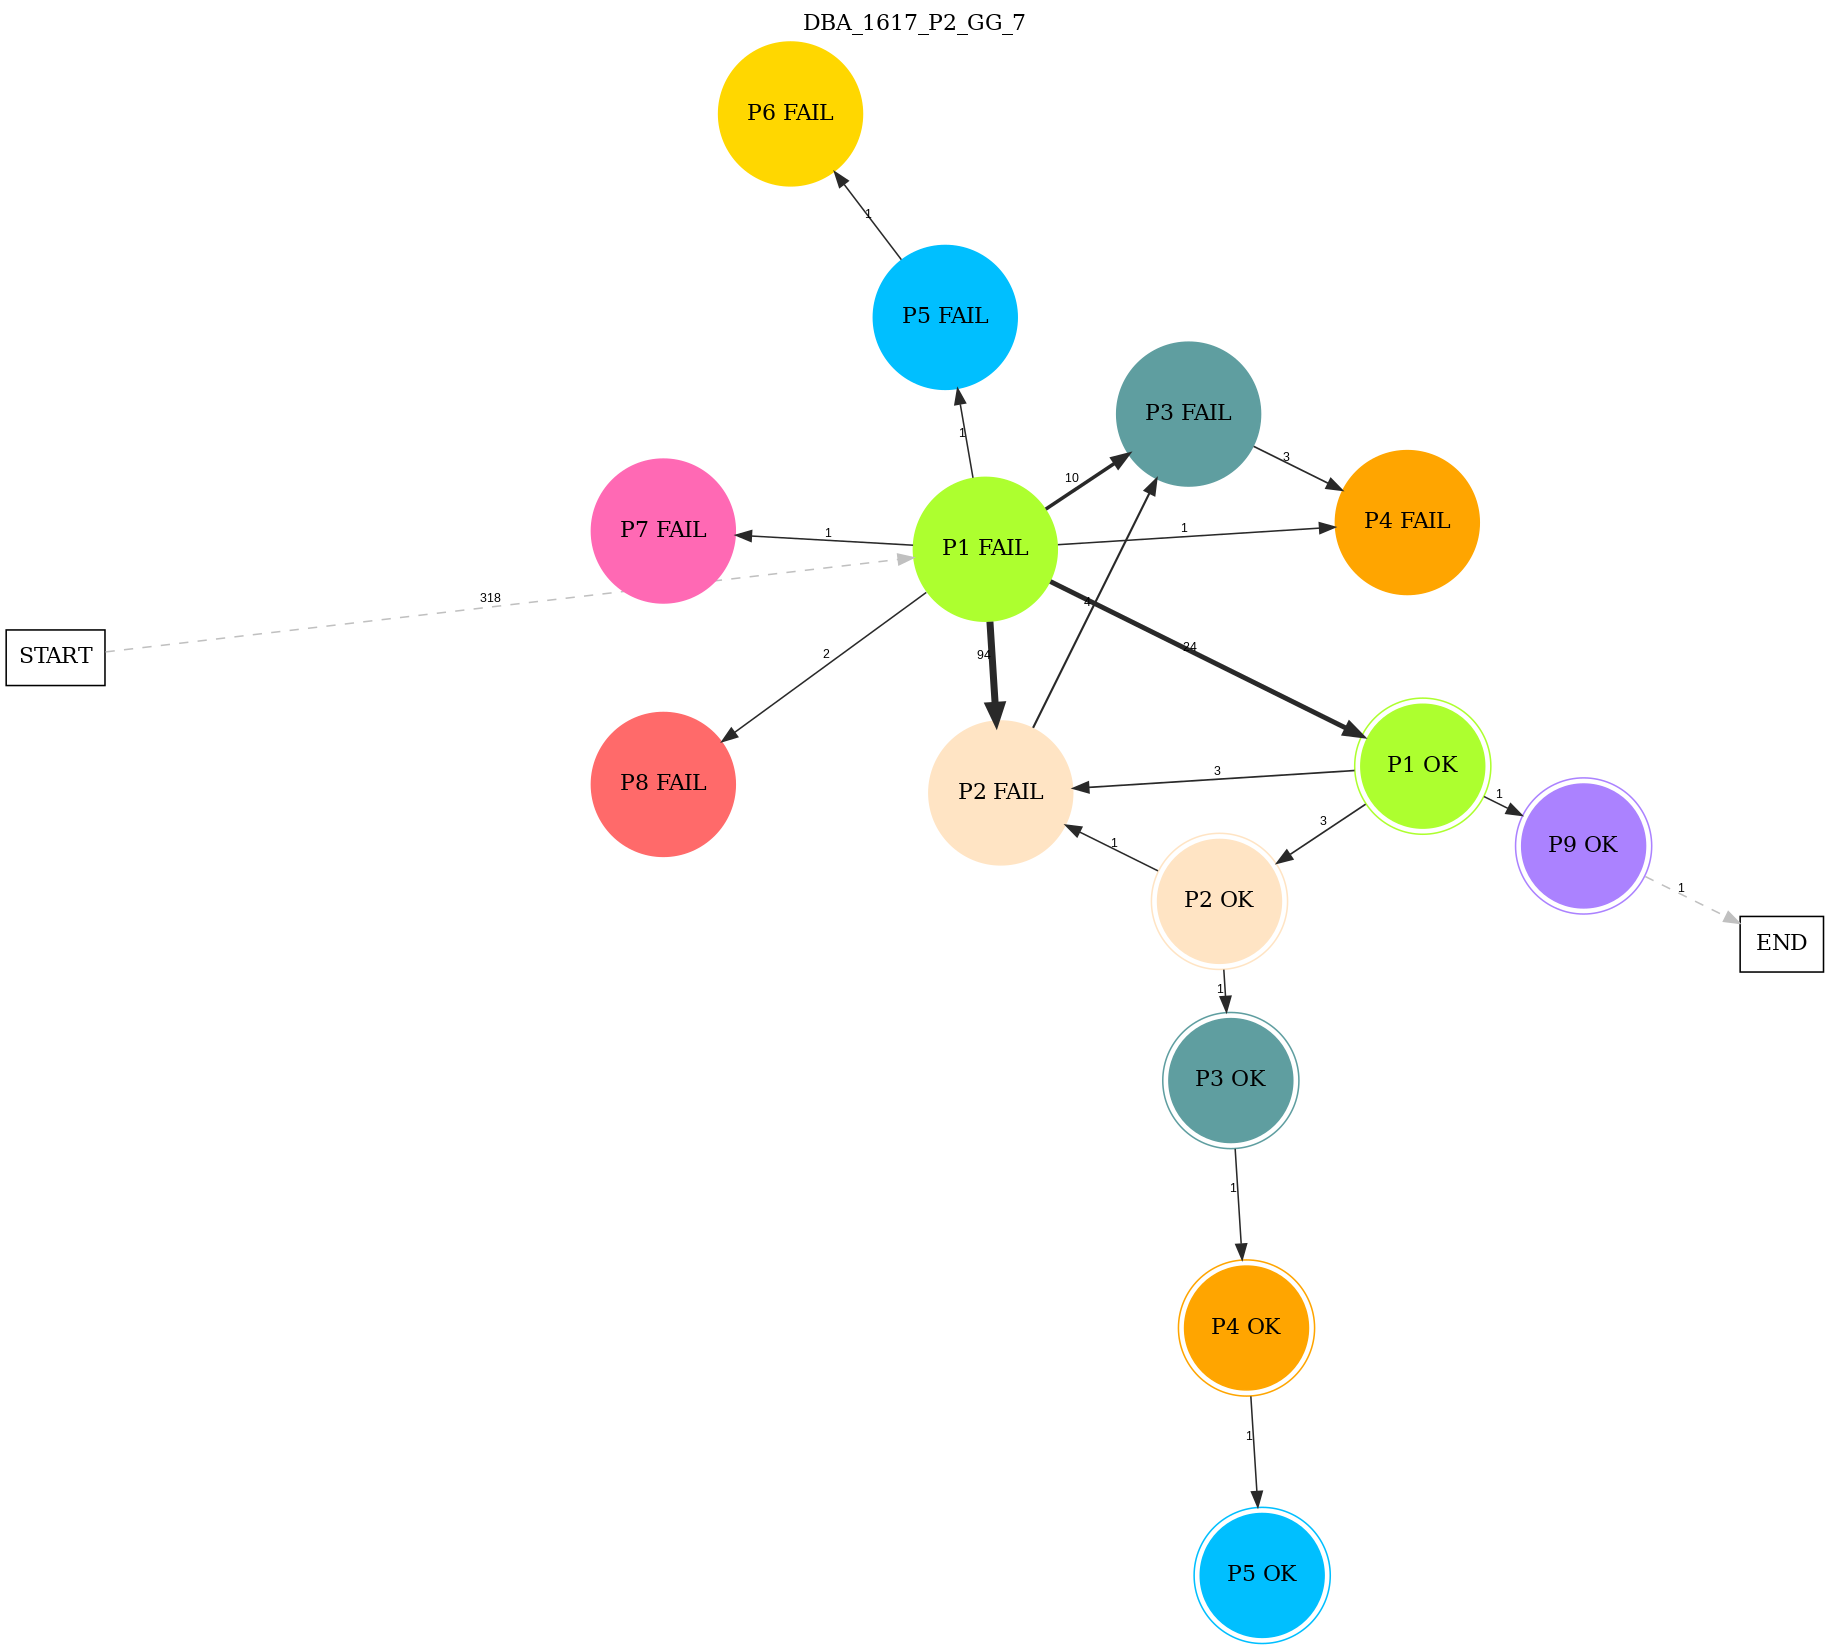 DBA_1617_P2_GG_7
P6 FAIL
1
P5 FAIL
P3 FAIL
1
10
3
P7 FAIL
1
P1 FAIL
1
P4 FAIL
318
4
START
2
94
24
P8 FAIL
P2 FAIL
3
P1 OK
1
3
1
P9 OK
P2 OK
1
END
1
P3 OK
1
P4 OK
1
P5 OK